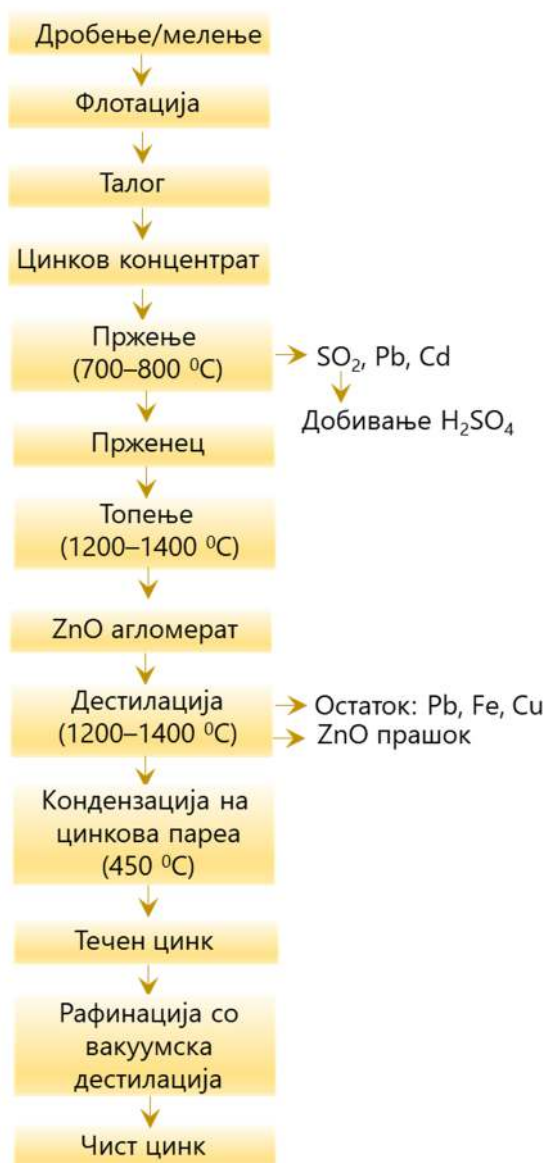 Дробење/мелење
Флотација
Талог
Цинков концентрат
Пржење
(700–800 ⁰C)
SO₂, Pb, Cd
Добивање H₂SO₄
Прженец
Топење
(1200–1400 ⁰C)
ZnO агломерат
Дестилација
(1200–1400 ⁰C)
Остаток: Pb, Fe, Cu
ZnO прашок
Кондензација на
цинкова пареа
(450 ⁰C)
Течен цинк
Рафинација со
вакуумска
дестилација
Чист цинк